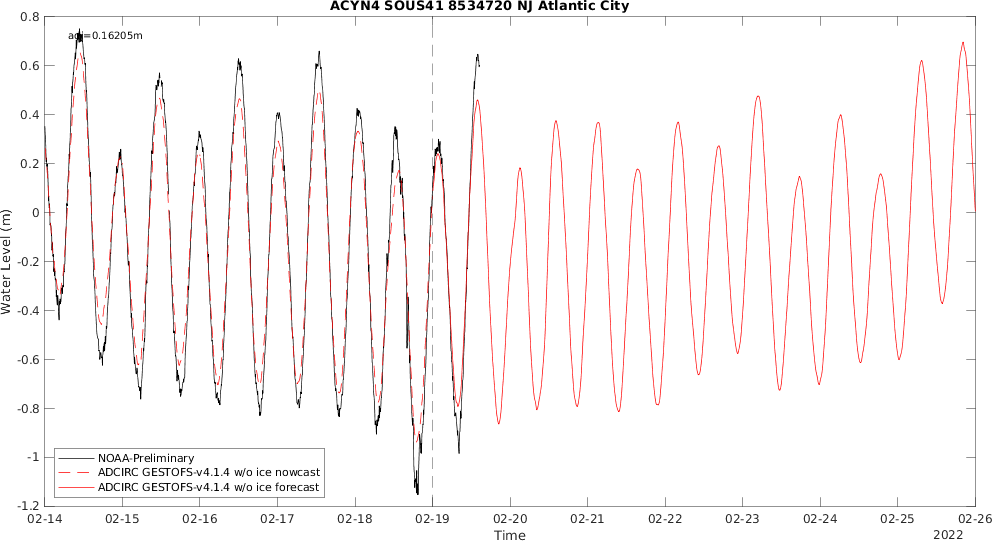 ACYN4 SOUS41 8534720 NJ Atlantic City
0.8
0.6
0.4
0.2
0
-0.2
-0.4
-0.6
-0.8
-1
-1.2
Water Level (m)
=0.16205m
NOAA-Preliminary
ADCIRC GESTOFS-v4.1.4 w/o ice nowcast
ADCIRC GESTOFS-v4.1.4 w/o ice forecast
02-14 02-15 02-16 02-17 02-18 02-19 02-20 02-21 02-22 02-23 02-24 02-25 02-26
Time
2022